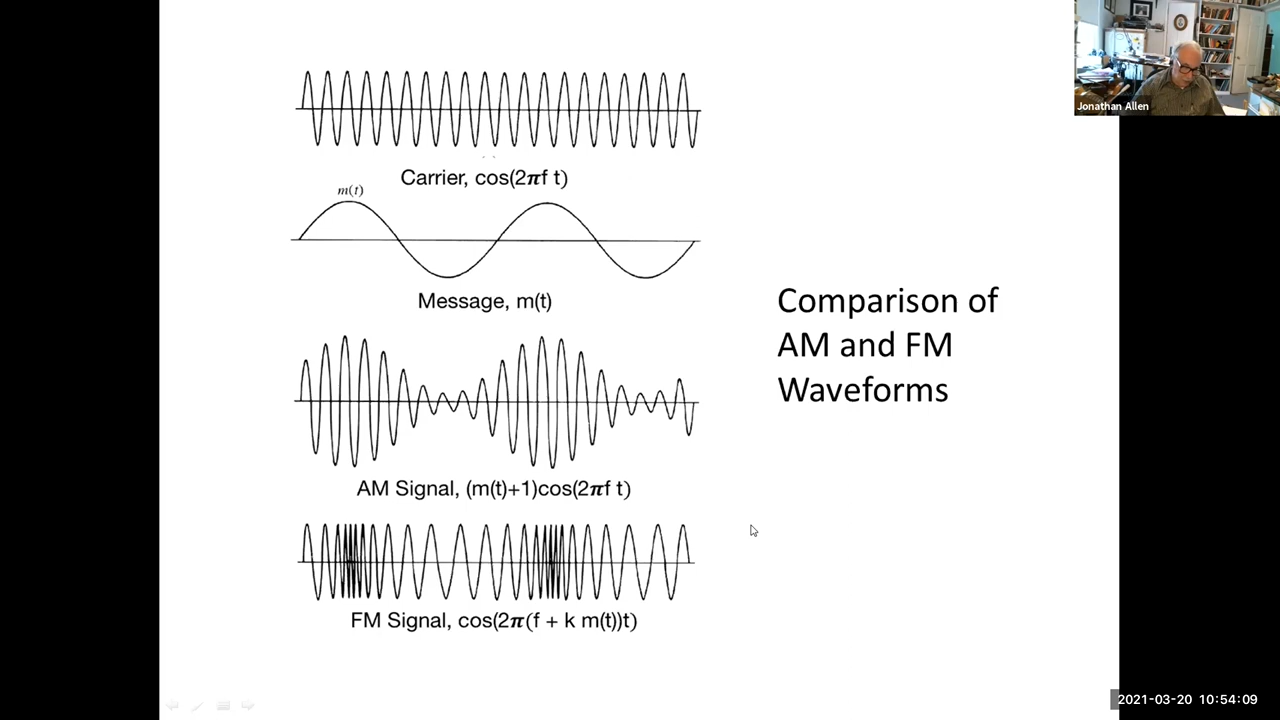 Jonathan Allen
Carrier, cos(2πf t)
m(t)
Message, m(t)
Comparison of
AM and FM
Waveforms
AM Signal, (m(t)+1)cos(2πf t)
FM Signal, cos(2π(f + k m(t))t)
2021-03-20 10:54:09